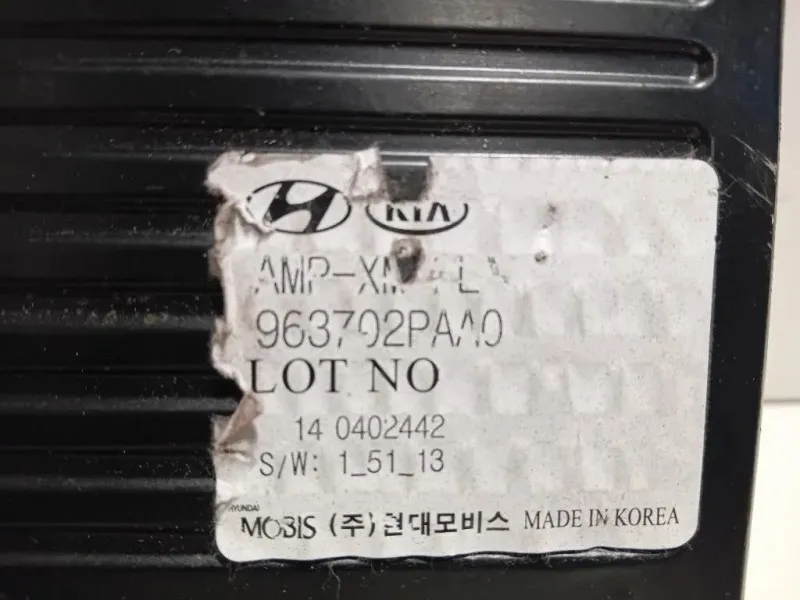 KIA
963702PAA0
LOT NO
14 0402442
S/W: 1_51_13
HYUNDAI
MOBIS (주)현대모비스 MADE IN KOREA